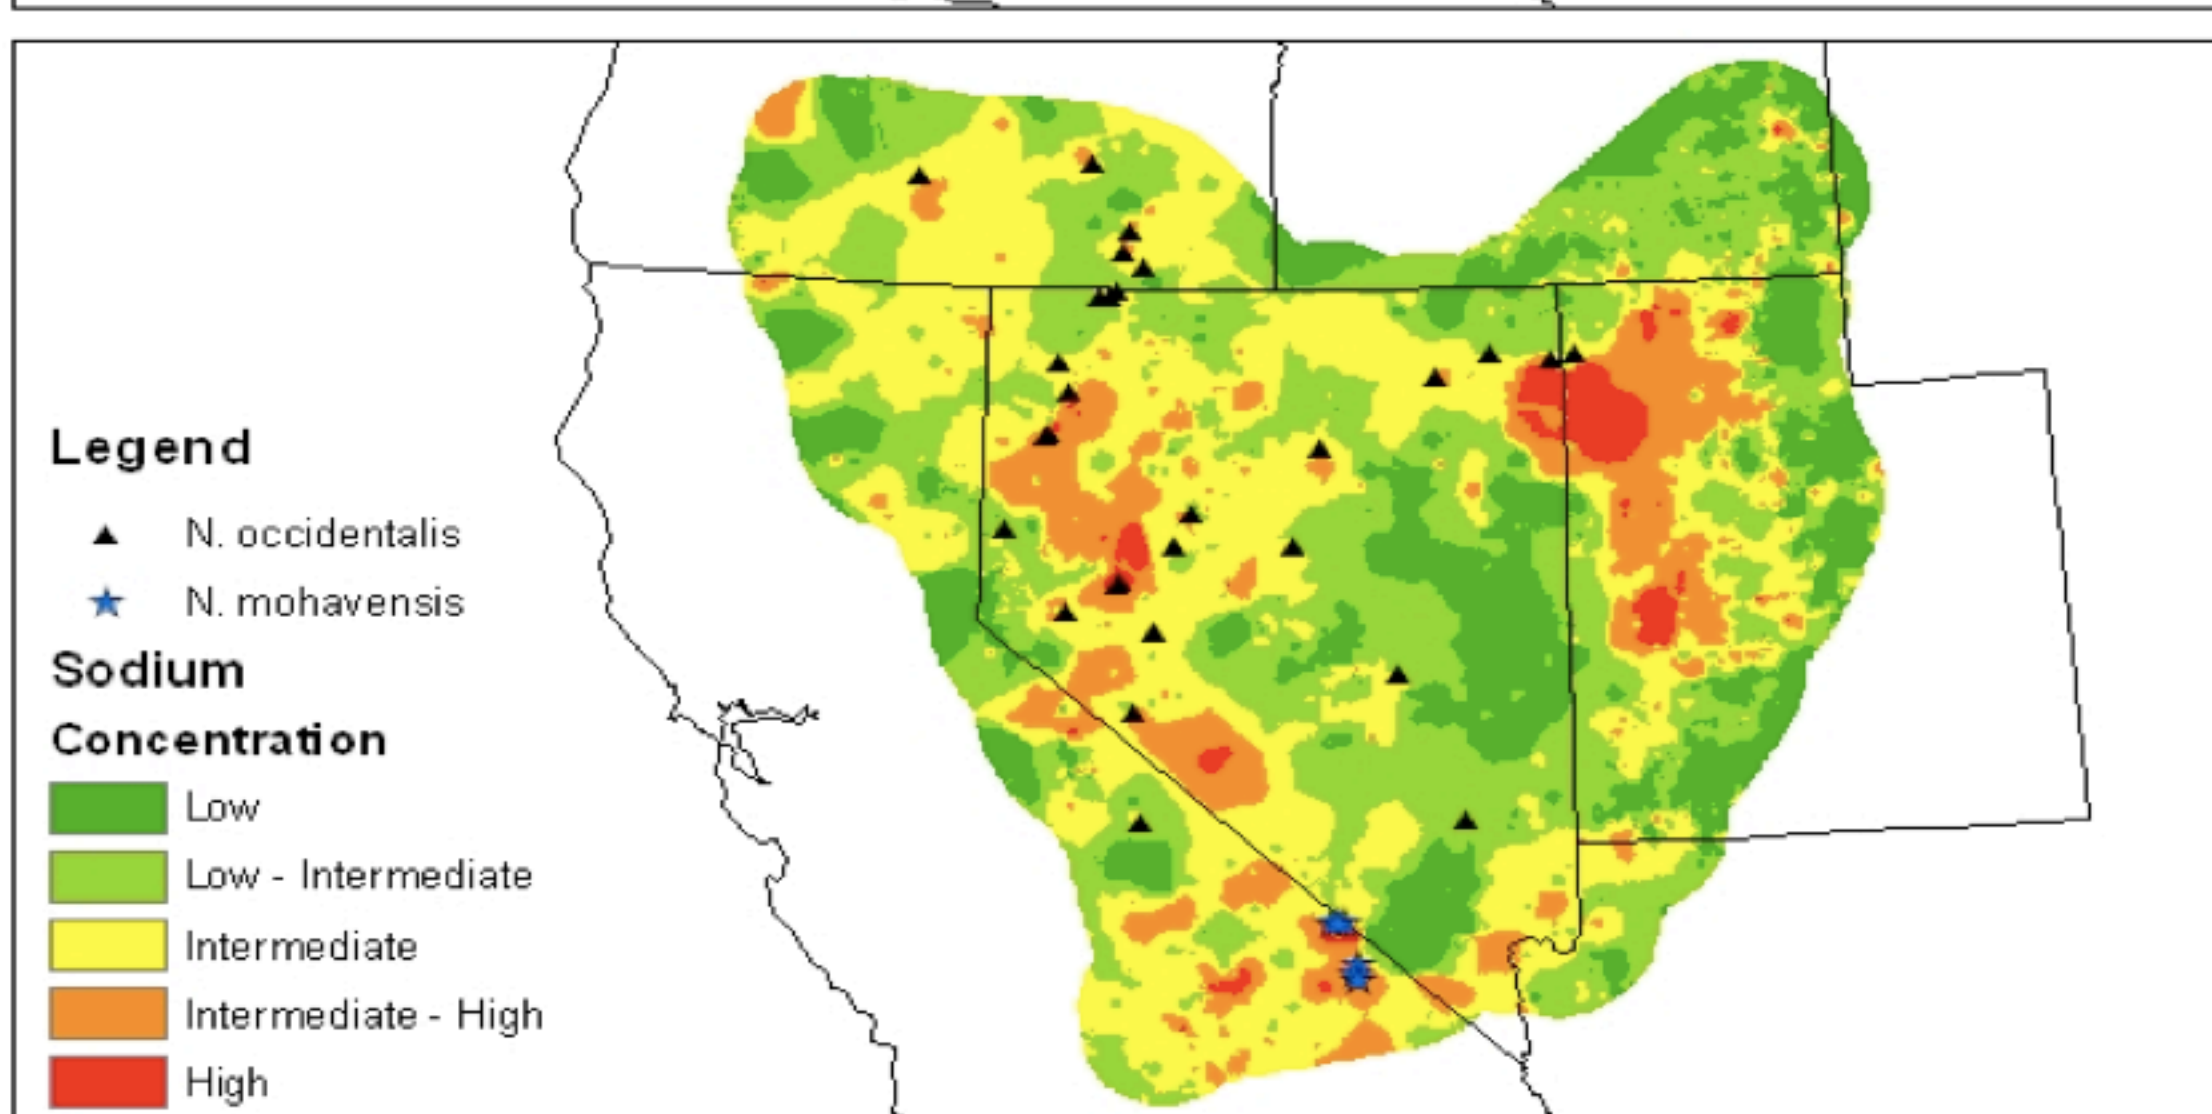 Legend
N. occidentalis
N. mohavensis
Sodium
Concentration
Low
Low - Intermediate
Intermediate
Intermediate - High
High